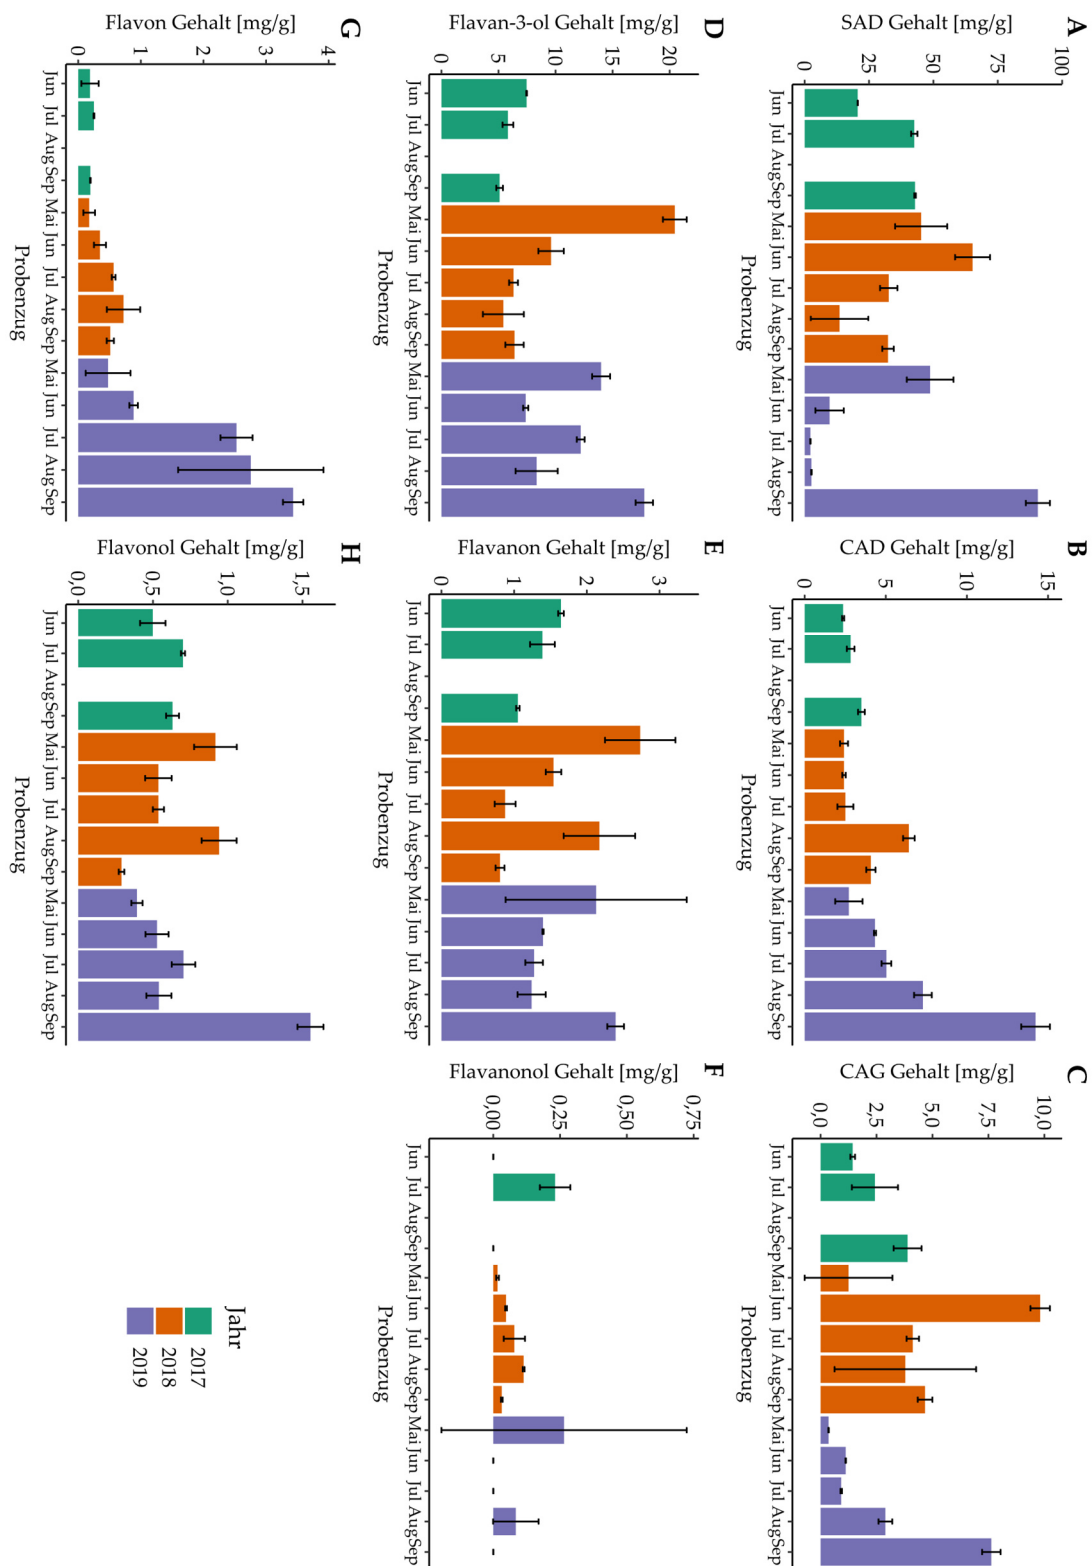 A
SAD Gehalt [mg/g]
0
25
50
75
100
Jun
Jul
Aug
Sep
Mai
Jun
Jul
Aug
Sep
Mai
Jun
Jul
Aug
Sep
Probenzug
B
CAD Gehalt [mg/g]
0
5
10
15
Jun
Jul
Aug
Sep
Mai
Jun
Jul
Aug
Sep
Mai
Jun
Jul
Aug
Sep
Probenzug
C
CAG Gehalt [mg/g]
0,0
2,5
5,0
7,5
10,0
Jun
Jul
Aug
Sep
Mai
Jun
Jul
Aug
Sep
Mai
Jun
Jul
Aug
Sep
Probenzug
D
Flavan-3-ol Gehalt [mg/g]
0
5
10
15
20
Jun
Jul
Aug
Sep
Mai
Jun
Jul
Aug
Sep
Mai
Jun
Jul
Aug
Sep
Probenzug
E
Flavanon Gehalt [mg/g]
0
1
2
3
Jun
Jul
Aug
Sep
Mai
Jun
Jul
Aug
Sep
Mai
Jun
Jul
Aug
Sep
Probenzug
F
Flavanonol Gehalt [mg/g]
0,00
0,25
0,50
0,75
Jun
Jul
Aug
Sep
Mai
Jun
Jul
Aug
Sep
Mai
Jun
Jul
Aug
Sep
Probenzug
G
Flavon Gehalt [mg/g]
0
1
2
3
4
Jun
Jul
Aug
Sep
Mai
Jun
Jul
Aug
Sep
Mai
Jun
Jul
Aug
Sep
Probenzug
H
Flavonol Gehalt [mg/g]
0,0
0,5
1,0
1,5
Jun
Jul
Aug
Sep
Mai
Jun
Jul
Aug
Sep
Mai
Jun
Jul
Aug
Sep
Probenzug
Jahr
2017
2018
2019